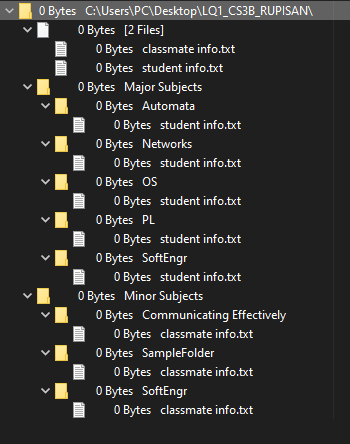 0 Bytes C:\Users\PC\Desktop\LQ1_CS3B_RUPISAN\
0 Bytes [2 Files]
0 Bytes classmate info.txt
0 Bytes student info.txt
0 Bytes Major Subjects
0 Bytes Automata
0 Bytes student info.txt
0 Bytes Networks
0 Bytes student info.txt
0 Bytes OS
0 Bytes student info.txt
0 Bytes PL
0 Bytes student info.txt
0 Bytes SoftEngr
0 Bytes student info.txt
0 Bytes Minor Subjects
0 Bytes Communicating Effectively
0 Bytes classmate info.txt
0 Bytes SampleFolder
0 Bytes classmate info.txt
0 Bytes SoftEngr
0 Bytes classmate info.txt